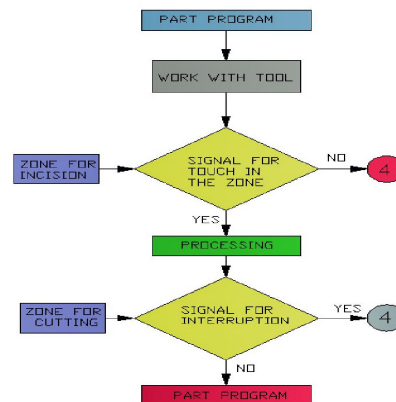 PART PROGRAM
WORK WITH TOOL
ZONE FOR
INCISION
SIGNAL FOR
TOUCH IN
THE ZONE
NO
4
YES
PROCESSING
ZONE FOR
CUTTING
SIGNAL FOR
INTERRUPTION
YES
4
NO
PART PROGRAM